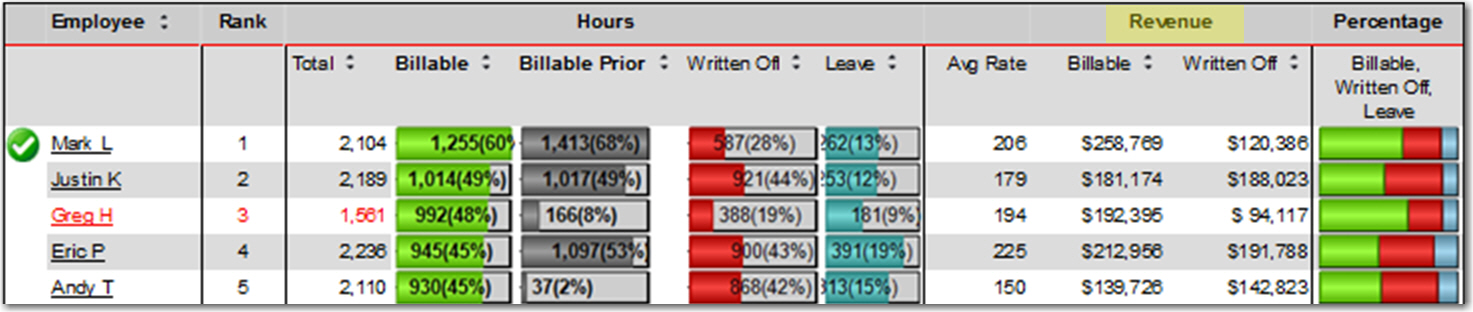 Employee Rank Hours Revenue Percentage
Total Billable Billable Prior Written Off Leave Avg Rate Billable Written Off Billable,
Written Off,
Leave
Mark L 1 2,104 1,255(60% 1,413(68%) 587(28%) 262(13%) 206 $258,769 $120,386
Justin K 2 2,189 1,014(49%) 1,017(49%) 921(44%) 253(12%) 179 $181,174 $188,023
Greg H 3 1,561 992(48%) 166(8%) 388(19%) 181(9%) 194 $192,395 $ 94,117
Eric P 4 2,236 945(45%) 1,097(53%) 900(43%) 391(19%) 225 $212,956 $191,788
Andy T 5 2,110 930(45%) 37(2%) 868(42%) 313(15%) 150 $139,726 $142,823